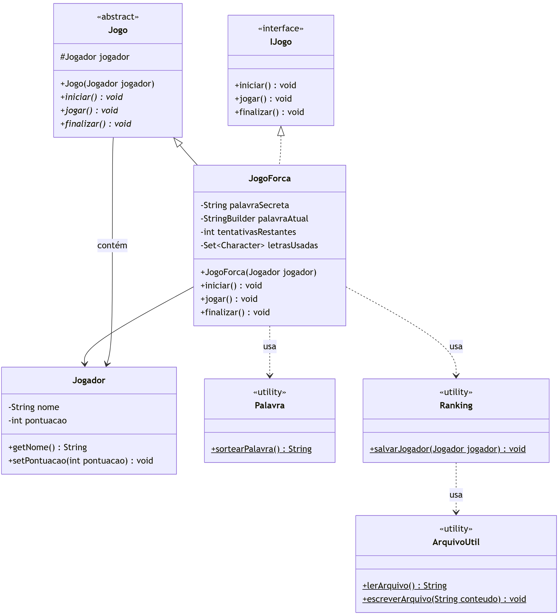 «abstract»
Jogo
#Jogador jogador
+Jogo(Jogador jogador)
+iniciar() : void
+jogar() : void
+finalizar() : void
«interface»
IJogo
+iniciar() : void
+jogar() : void
+finalizar() : void
JogoForca
-String palavraSecreta
-StringBuilder palavraAtual
-int tentativasRestantes
-Set<Character> letrasUsadas
+JogoForca(Jogador jogador)
+iniciar() : void
+jogar() : void
+finalizar() : void
contém
usa
usa
Jogador
-String nome
-int pontuacao
+getNome() : String
+setPontuacao(int pontuacao) : void
«utility»
Palavra
+sortearPalavra() : String
«utility»
Ranking
+salvarJogador(Jogador jogador) : void
usa
«utility»
ArquivoUtil
+lerArquivo() : String
+escreverArquivo(String conteudo) : void